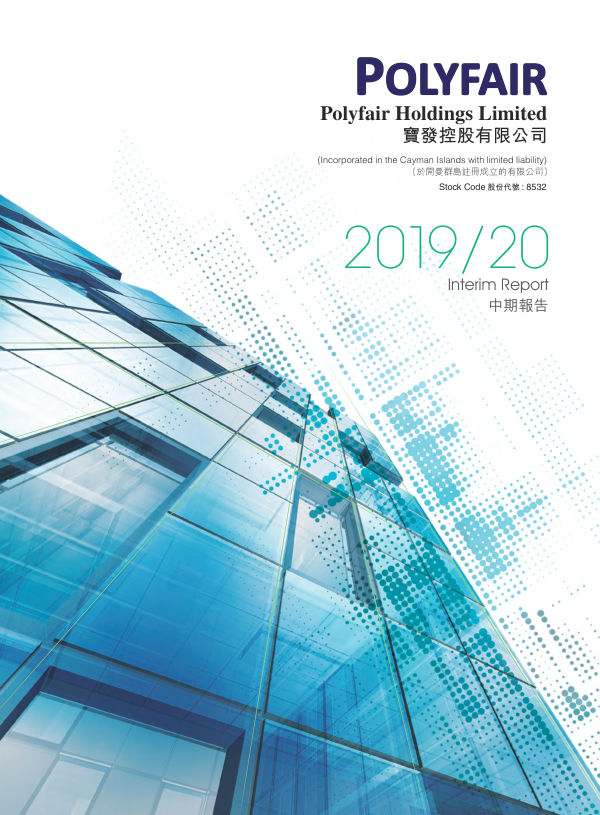 POLYFAIR
Polyfair Holdings Limited
寶發控股有限公司
(Incorporated in the Cayman Islands with limited liability)
（於開曼群島註冊成立的有限公司）
Stock Code 股份代號 : 8532
2019/20
Interim Report
中期報告